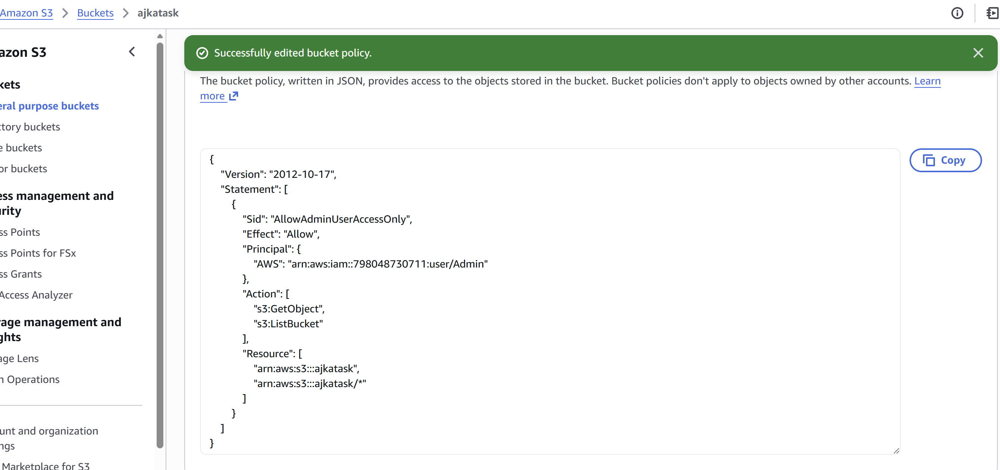 Amazon S3 > Buckets > ajkatask
azon S3
kets
eral purpose buckets
ctory buckets
e buckets
or buckets
ess management and
urity
ss Points
ss Points for FSx
ss Grants
Access Analyzer
rage management and
ghts
age Lens
n Operations
unt and organization
ngs
Marketplace for S3
Successfully edited bucket policy.
The bucket policy, written in JSON, provides access to the objects stored in the bucket. Bucket policies don't apply to objects owned by other accounts. Learn
more
Copy
{
    "Version": "2012-10-17",
    "Statement": [
        {
            "Sid": "AllowAdminUserAccessOnly",
            "Effect": "Allow",
            "Principal": {
                "AWS": "arn:aws:iam::798048730711:user/Admin"
            },
            "Action": [
                "s3:GetObject",
                "s3:ListBucket"
            ],
            "Resource": [
                "arn:aws:s3:::ajkatask",
                "arn:aws:s3:::ajkatask/*"
            ]
        }
    ]
}